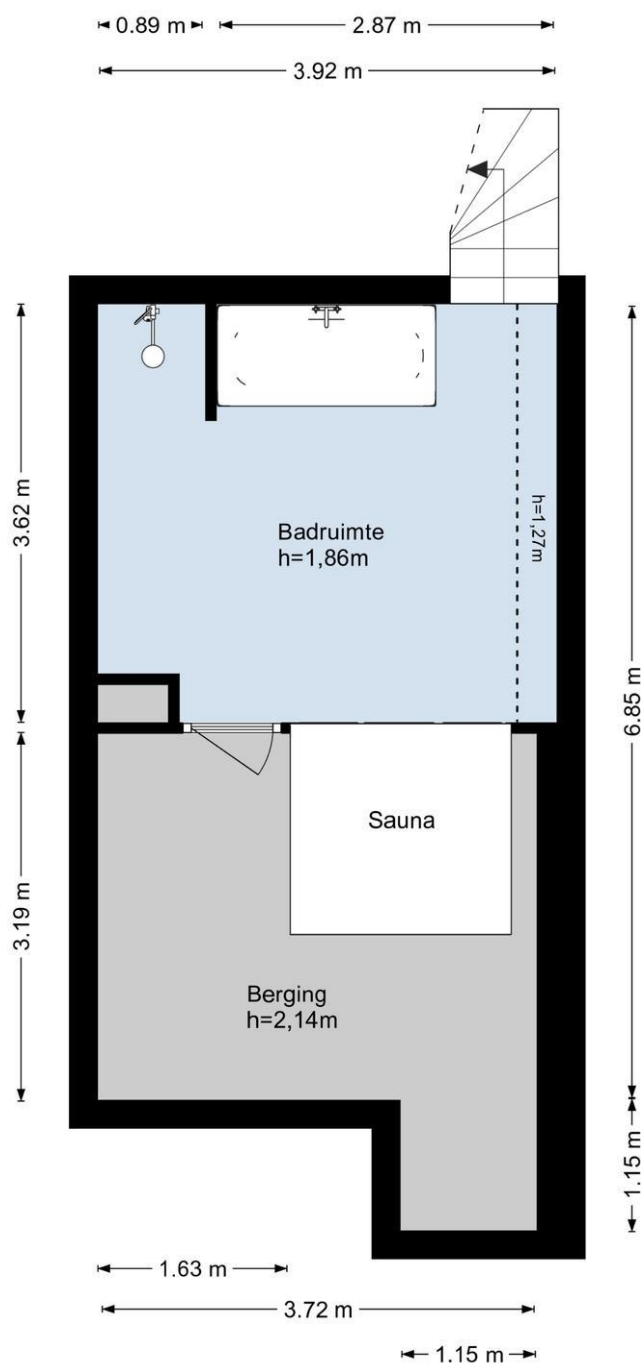 0.89 m
2.87 m
3.92 m
3.62 m
Badruimte
h=1,86m
h=1,27m
6.85 m
Sauna
3.19 m
Berging
h=2,14m
1.15 m
1.63 m
3.72 m
1.15 m